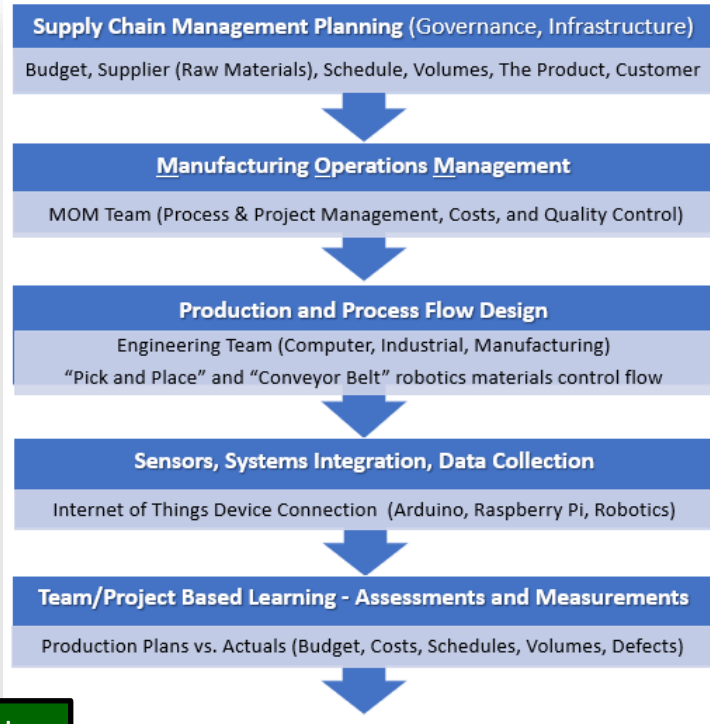 Supply Chain Management Planning (Governance, Infrastructure)
Budget, Supplier (Raw Materials), Schedule, Volumes, The Product, Customer
Manufacturing Operations Management
MOM Team (Process & Project Management, Costs, and Quality Control)
Production and Process Flow Design
Engineering Team (Computer, Industrial, Manufacturing)
“Pick and Place” and “Conveyor Belt” robotics materials control flow
Sensors, Systems Integration, Data Collection
Internet of Things Device Connection (Arduino, Raspberry Pi, Robotics)
Team/Project Based Learning - Assessments and Measurements
Production Plans vs. Actuals (Budget, Costs, Schedules, Volumes, Defects)